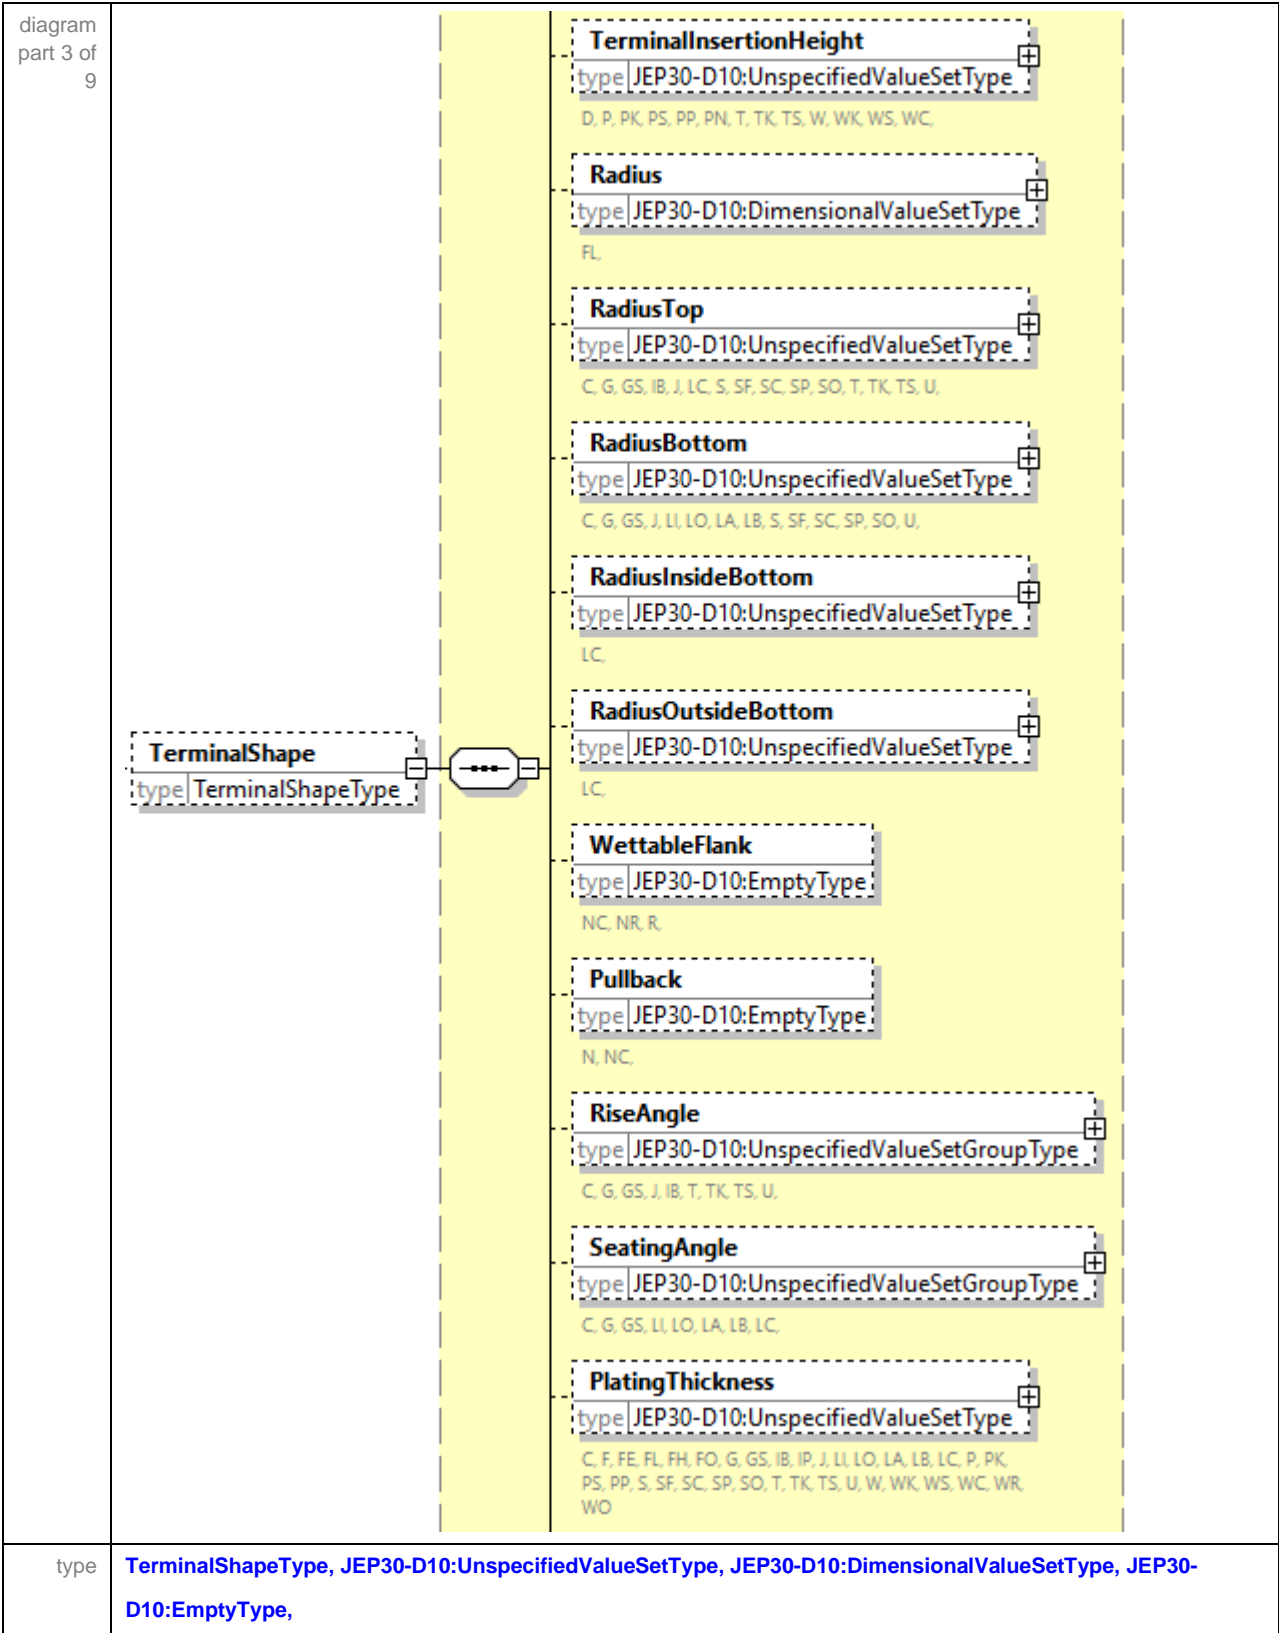 diagram
part 3 of
9
TerminalInsertionHeight
type JEP30-D10:UnspecifiedValueSetType
D, P, PK, PS, PP, PN, T, TK, TS, W, WK, WS, WC,
Radius
type JEP30-D10:DimensionalValueSetType
FL,
RadiusTop
type JEP30-D10:UnspecifiedValueSetType
C, G, GS, IB, J, LC, S, SF, SC, SP, SO, T, TK, TS, U,
RadiusBottom
type JEP30-D10:UnspecifiedValueSetType
C, G, GS, J, LI, LO, LA, LB, S, SF, SC, SP, SO, U,
RadiusInsideBottom
type JEP30-D10:UnspecifiedValueSetType
LC,
RadiusOutsideBottom
type JEP30-D10:UnspecifiedValueSetType
LC,
TerminalShape
type TerminalShapeType
WettableFlank
type JEP30-D10:EmptyType
NC, NR, R,
Pullback
type JEP30-D10:EmptyType
N, NC,
RiseAngle
type JEP30-D10:UnspecifiedValueSetGroupType
C, G, GS, J, IB, T, TK, TS, U,
SeatingAngle
type JEP30-D10:UnspecifiedValueSetGroupType
C, G, GS, LI, LO, LA, LB, LC,
PlatingThickness
type JEP30-D10:UnspecifiedValueSetType
C, F, FE, FL, FH, FO, G, GS, IB, IP, J, LI, LO, LA, LB, LC, P, PK,
PS, PP, S, SF, SC, SP, SO, T, TK, TS, U, W, WK, WS, WC, WR,
WO
type
TerminalShapeType, JEP30-D10:UnspecifiedValueSetType, JEP30-D10:DimensionalValueSetType, JEP30-
D10:EmptyType,